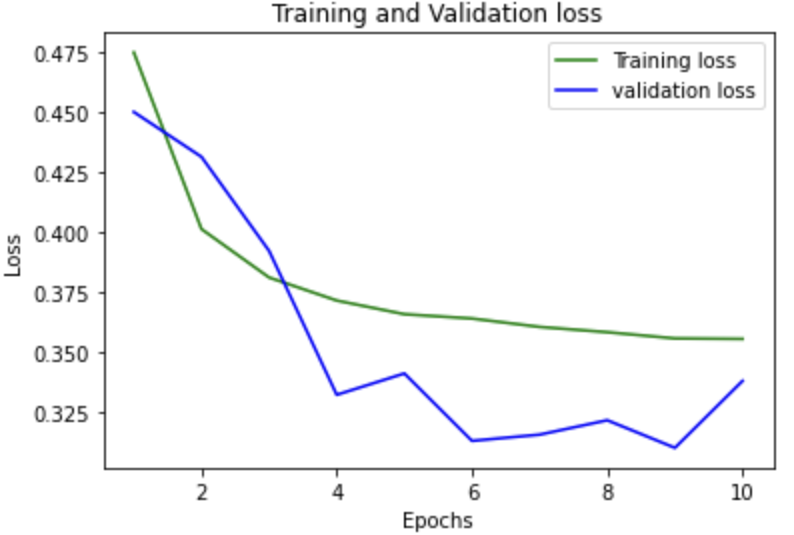 Training and Validation loss
Training loss
validation loss
0.475
0.450
0.425
0.400
0.375
0.350
0.325
Loss
2 4 6 8 10
Epochs